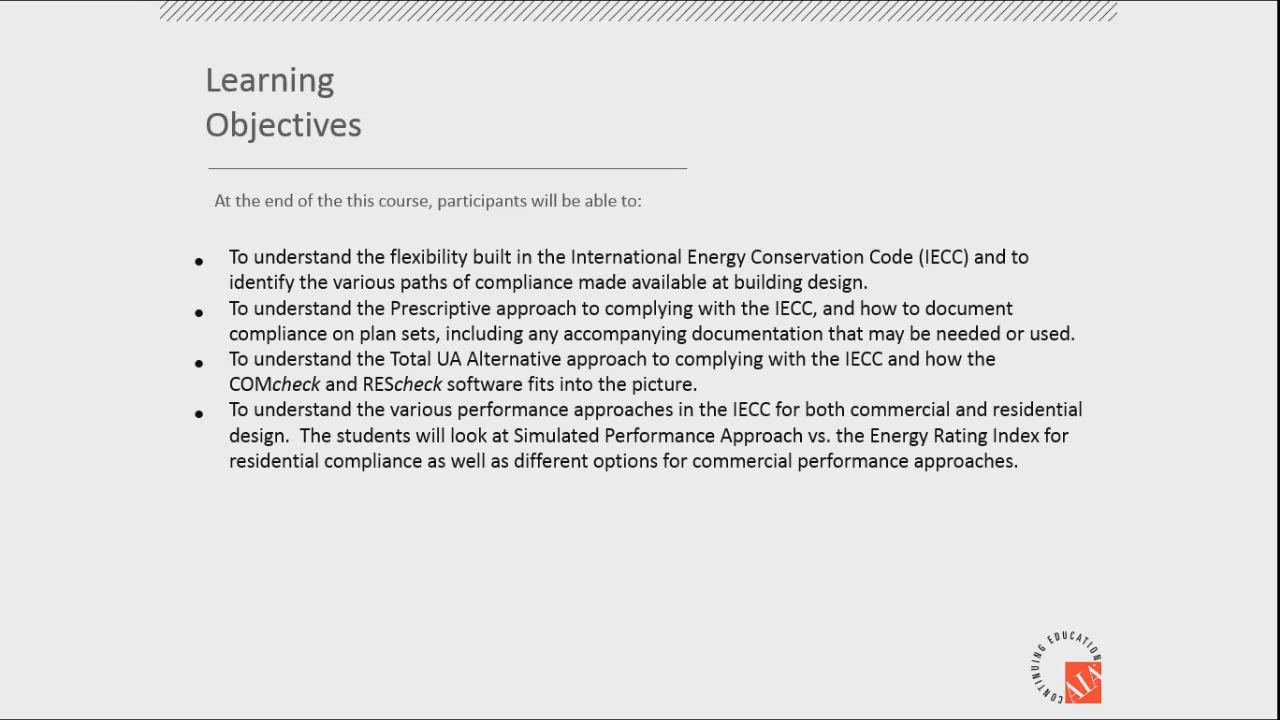 Learning
Objectives
At the end of the this course, participants will be able to:
• To understand the flexibility built in the International Energy Conservation Code (IECC) and to
identify the various paths of compliance made available at building design.
• To understand the Prescriptive approach to complying with the IECC, and how to document
compliance on plan sets, including any accompanying documentation that may be needed or used.
• To understand the Total UA Alternative approach to complying with the IECC and how the
COMcheck and REScheck software fits into the picture.
• To understand the various performance approaches in the IECC for both commercial and residential
design.  The students will look at Simulated Performance Approach vs. the Energy Rating Index for
residential compliance as well as different options for commercial performance approaches.
CONTINUING EDUCATION
AIA